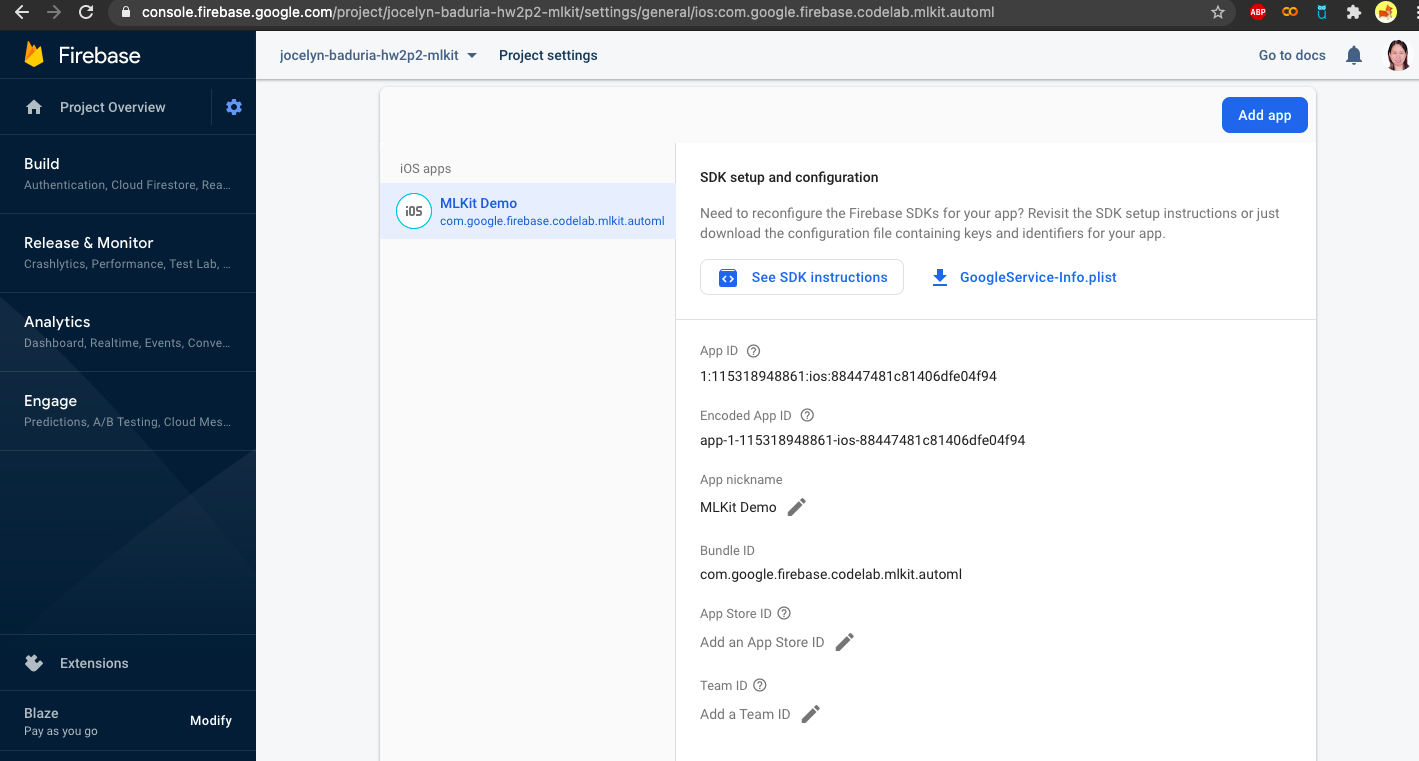 console.firebase.google.com/project/jocelyn-baduria-hw2p2-mlkit/settings/general/ios:com.google.firebase.codelab.mlkit.automl
ABP
Firebase
jocelyn-baduria-hw2p2-mlkit
Project settings
Go to docs
Project Overview
Add app
Build
Authentication, Cloud Firestore, Rea...
Release & Monitor
Crashlytics, Performance, Test Lab, ...
Analytics
Dashboard, Realtime, Events, Conve...
Engage
Predictions, A/B Testing, Cloud Mes...
Extensions
Blaze
Pay as you go
Modify
iOS apps
iOS
MLKit Demo
com.google.firebase.codelab.mlkit.automl
SDK setup and configuration
Need to reconfigure the Firebase SDKs for your app? Revisit the SDK setup instructions or just
download the configuration file containing keys and identifiers for your app.
See SDK instructions
GoogleService-Info.plist
App ID
1:115318948861:ios:88447481c81406dfe04f94
Encoded App ID
app-1-115318948861-ios-88447481c81406dfe04f94
App nickname
MLKit Demo
Bundle ID
com.google.firebase.codelab.mlkit.automl
App Store ID
Add an App Store ID
Team ID
Add a Team ID